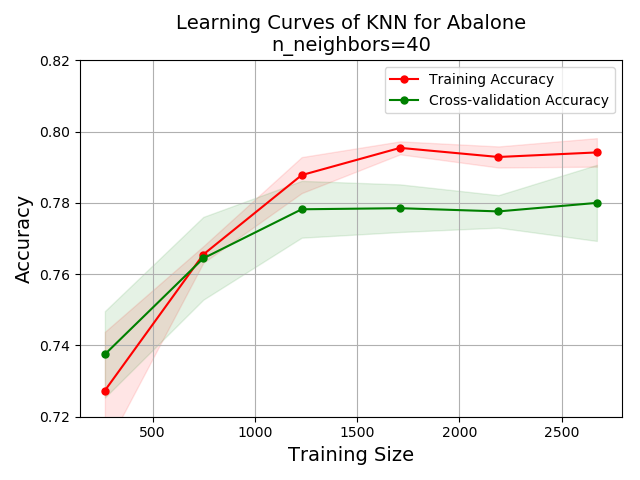 Learning Curves of KNN for Abalone
n_neighbors=40
0.82
0.80
0.78
0.76
0.74
0.72
Accuracy
Training Accuracy
Cross-validation Accuracy
500
1000
1500
2000
2500
Training Size